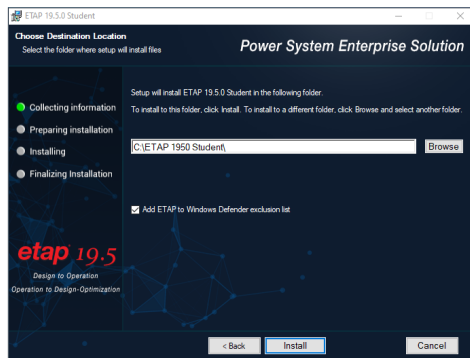 ETAP 19.5.0 Student
Choose Destination Location
Select the folder where setup will install files
Power System Enterprise Solution
Setup will install ETAP 19.5.0 Student in the following folder.
To install to this folder, click Install. To install to a different folder, click Browse and select another folder.
Collecting information
Preparing installation
Installing
Finalizing Installation
C:\ETAP 1950 Student\
Browse
Add ETAP to Windows Defender exclusion list
etap 19.5
Design to Operation
Operation to Design-Optimization
< Back
Install
Cancel